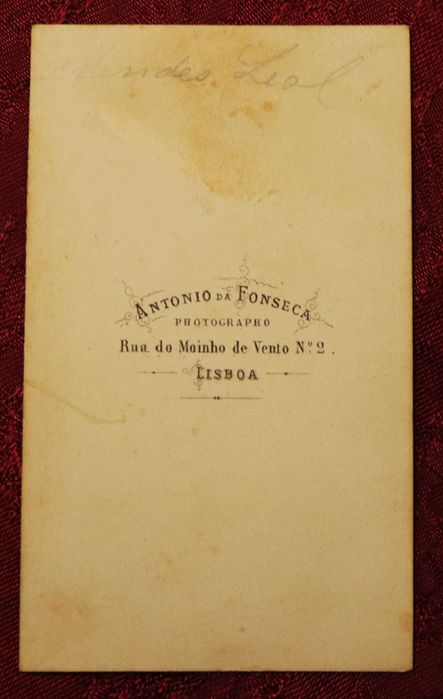 Mendes Leal
ANTONIO DA FONSECA
PHOTOGRAPHO
Rua do Moinho de Vento Nº 2.
LISBOA